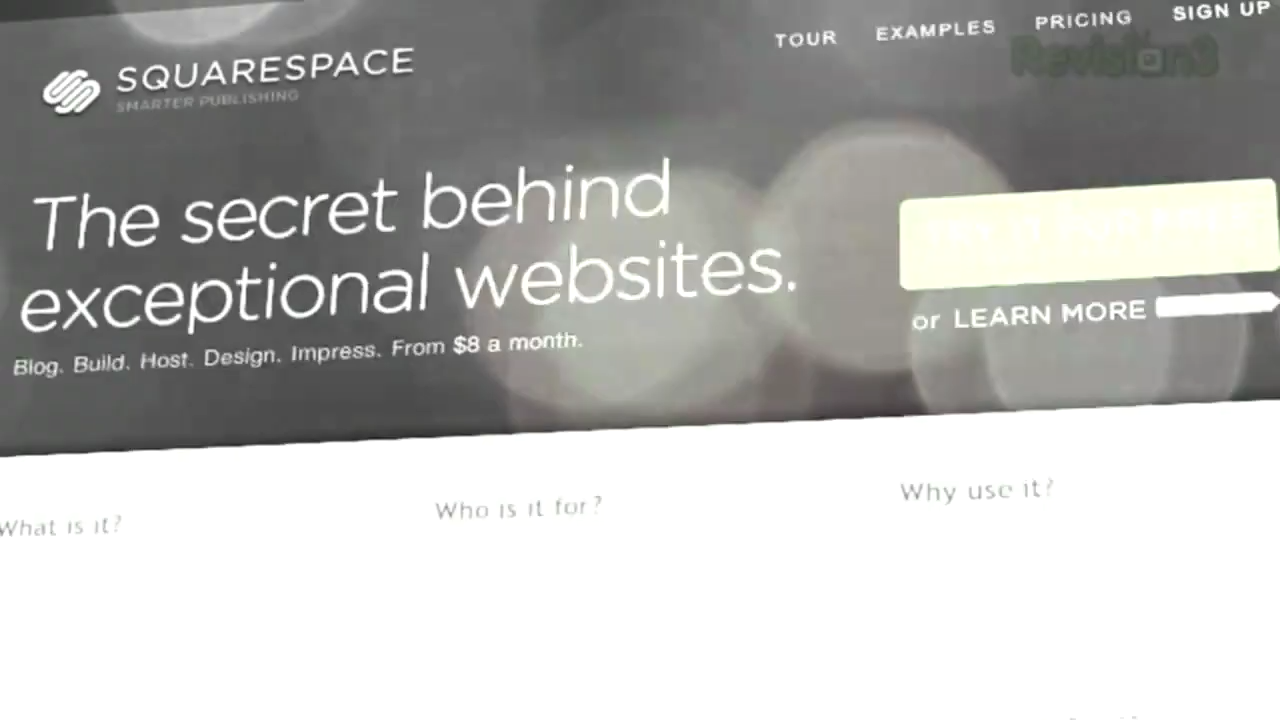 TOUR EXAMPLES PRICING SIGN UP
Revision3
SQUARESPACE
SMARTER PUBLISHING
The secret behind
exceptional websites.
Blog. Build. Host. Design. Impress. From $8 a month.
or LEARN MORE
What is it?
Who is it for?
Why use it?